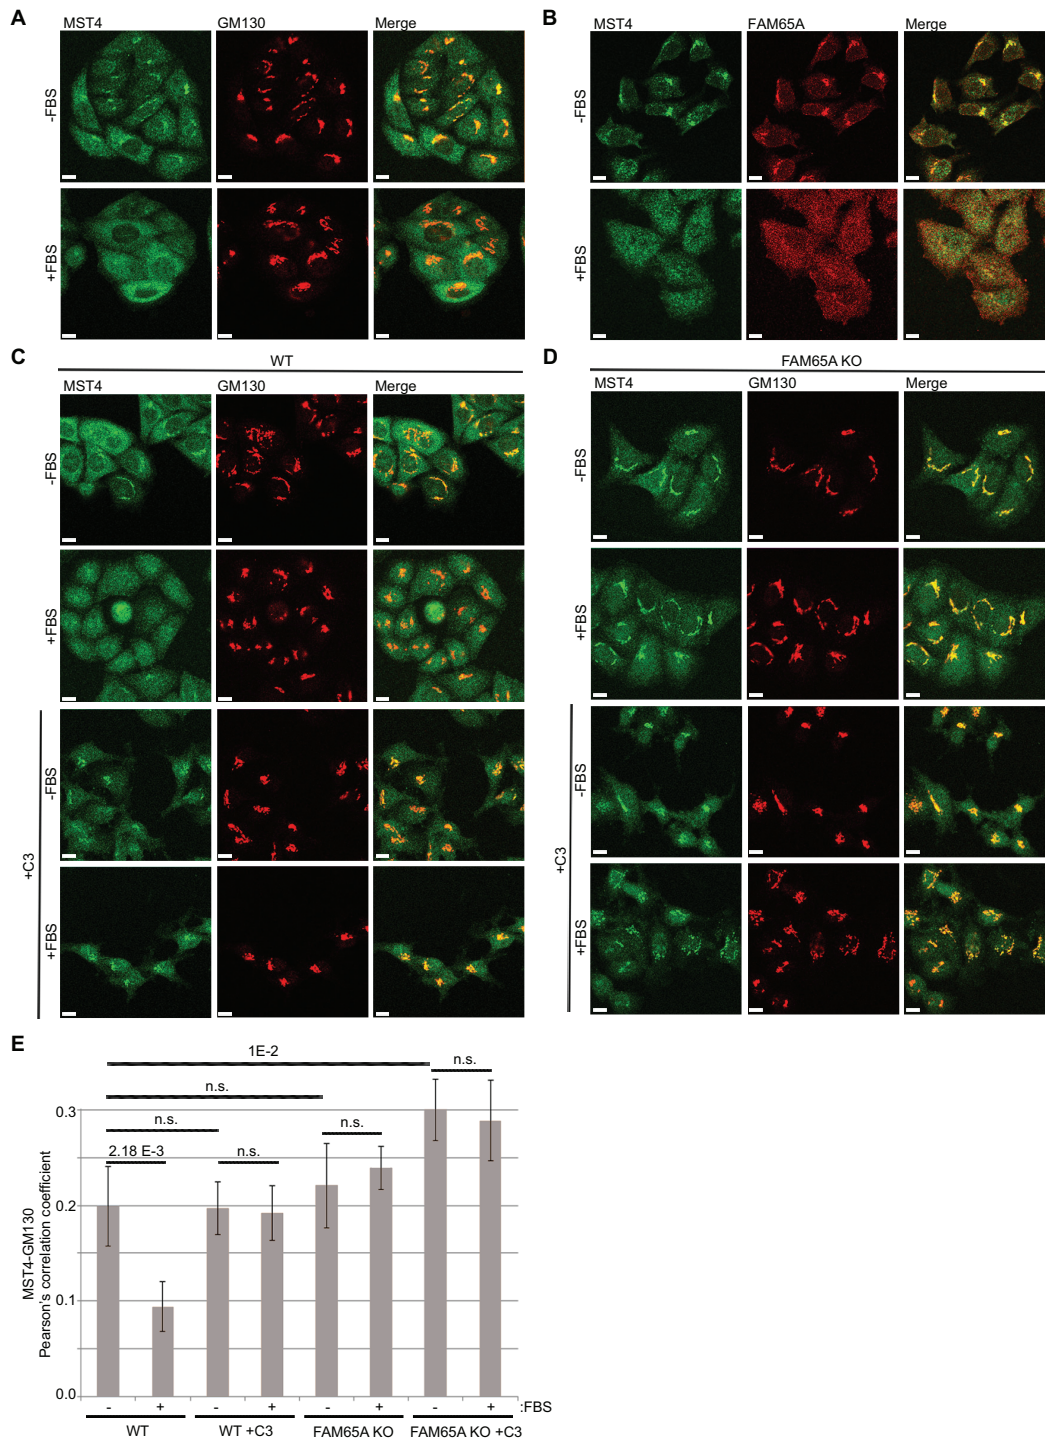 A
MST4 GM130 Merge
-FBS
+FBS
B
MST4 FAM65A Merge
-FBS
+FBS
C
WT
MST4 GM130 Merge
-FBS
+FBS
+C3
-FBS
+FBS
D
FAM65A KO
MST4 GM130 Merge
-FBS
+FBS
+C3
-FBS
+FBS
E
1E-2
n.s.
n.s.
n.s.
n.s.
2.18 E-3
n.s.
MST4-GM130
Pearson's correlation coefficient
0.3
0.2
0.1
0.0
- + - + - + - + :FBS
WT WT +C3 FAM65A KO FAM65A KO +C3